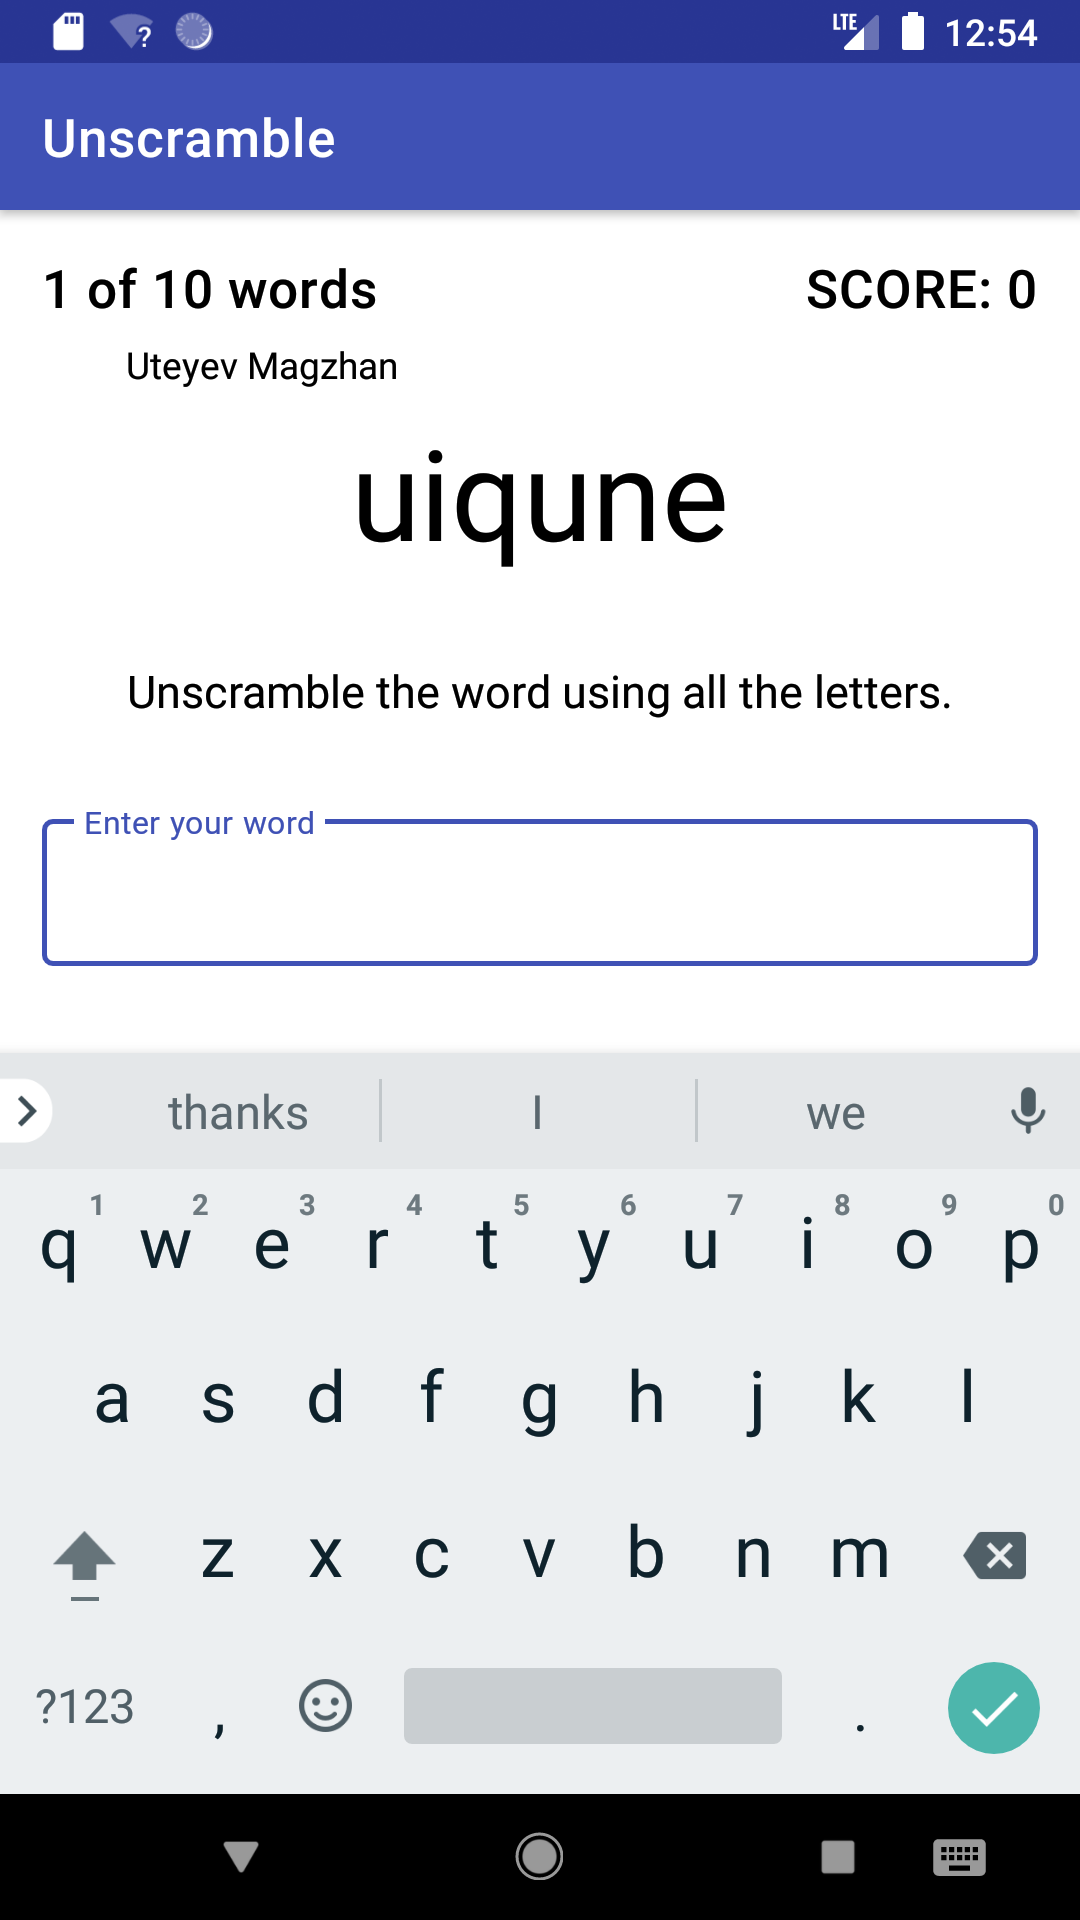 LTE 12:54
Unscramble
1 of 10 words SCORE: 0
Uteyev Magzhan
uiqune
Unscramble the word using all the letters.
Enter your word
thanks I we
1 2 3 4 5 6 7 8 9 0
q w e r t y u i o p
a s d f g h j k l
z x c v b n m
?123 , .